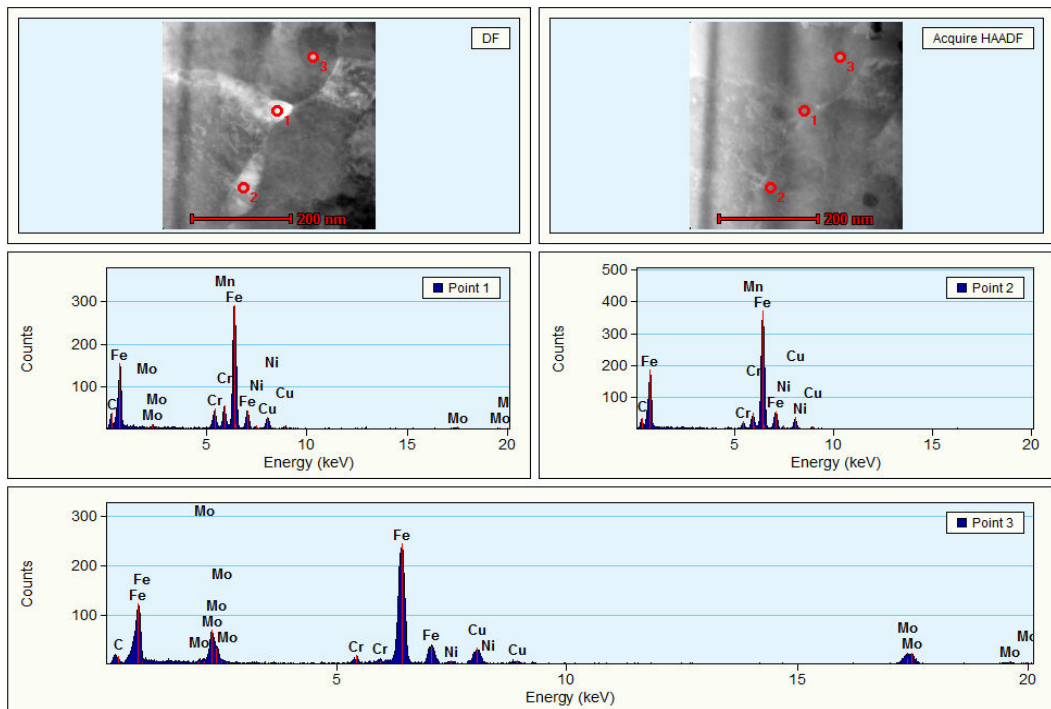 DF
3
1
2
200 nm
Acquire HAADF
3
1
2
200 nm
Point 1
Counts
300
200
100
C
Fe
Mo
Mo
Mo
Mn
Fe
Cr
Cr
Fe
Ni
Ni
Cu
Cu
Mo
M
Mo
5
10
15
20
Energy (keV)
Point 2
Counts
500
400
300
200
100
C
Fe
Mn
Fe
Cr
Cr
Fe
Ni
Cu
Ni
Cu
5
10
15
20
Energy (keV)
Point 3
Counts
300
200
100
C
Fe
Fe
Mo
Mo
Mo
Mo
Mo
Mo
Cr
Cr
Fe
Fe
Ni
Cu
Ni
Cu
Mo
Mo
Mo
Mo
5
10
15
20
Energy (keV)